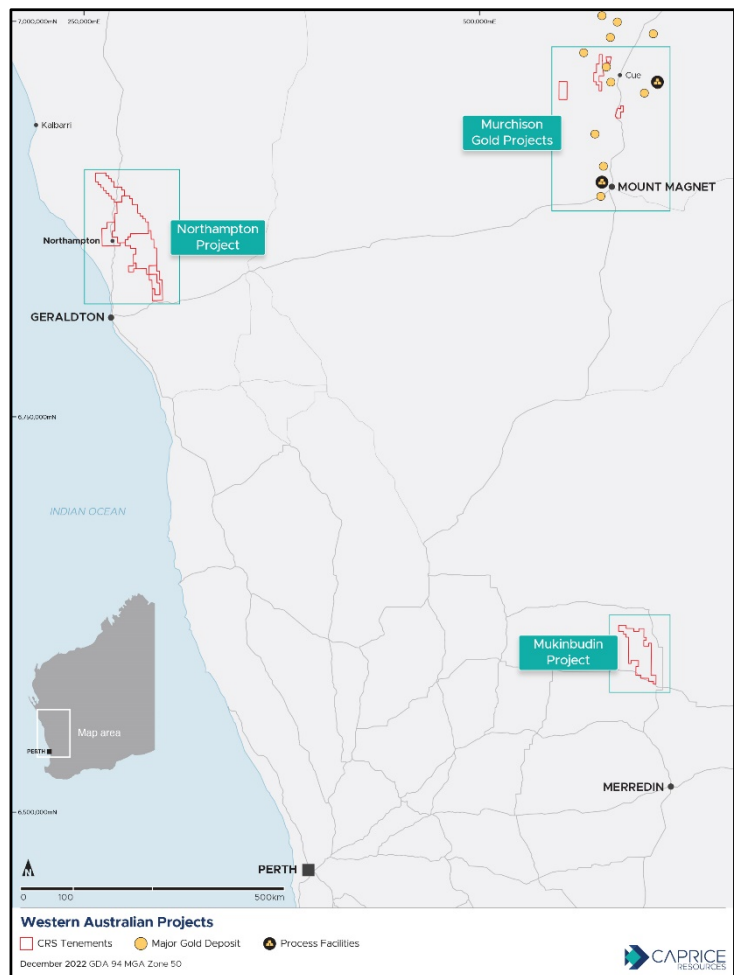 7,000,000mN
250,000mE
500,000mE
Cue
Kalbarri
Murchison
Gold Projects
MOUNT MAGNET
Northampton
Project
Northampton
GERALDTON
6,750,000mN
INDIAN OCEAN
Mukinbudin
Project
Map area
PERTH
MERREDIN
6,500,000mN
PERTH
N
0 100 500km
Western Australian Projects
CRS Tenements Major Gold Deposit Process Facilities
December 2022 GDA 94 MGA Zone 50
CAPRICE
RESOURCES